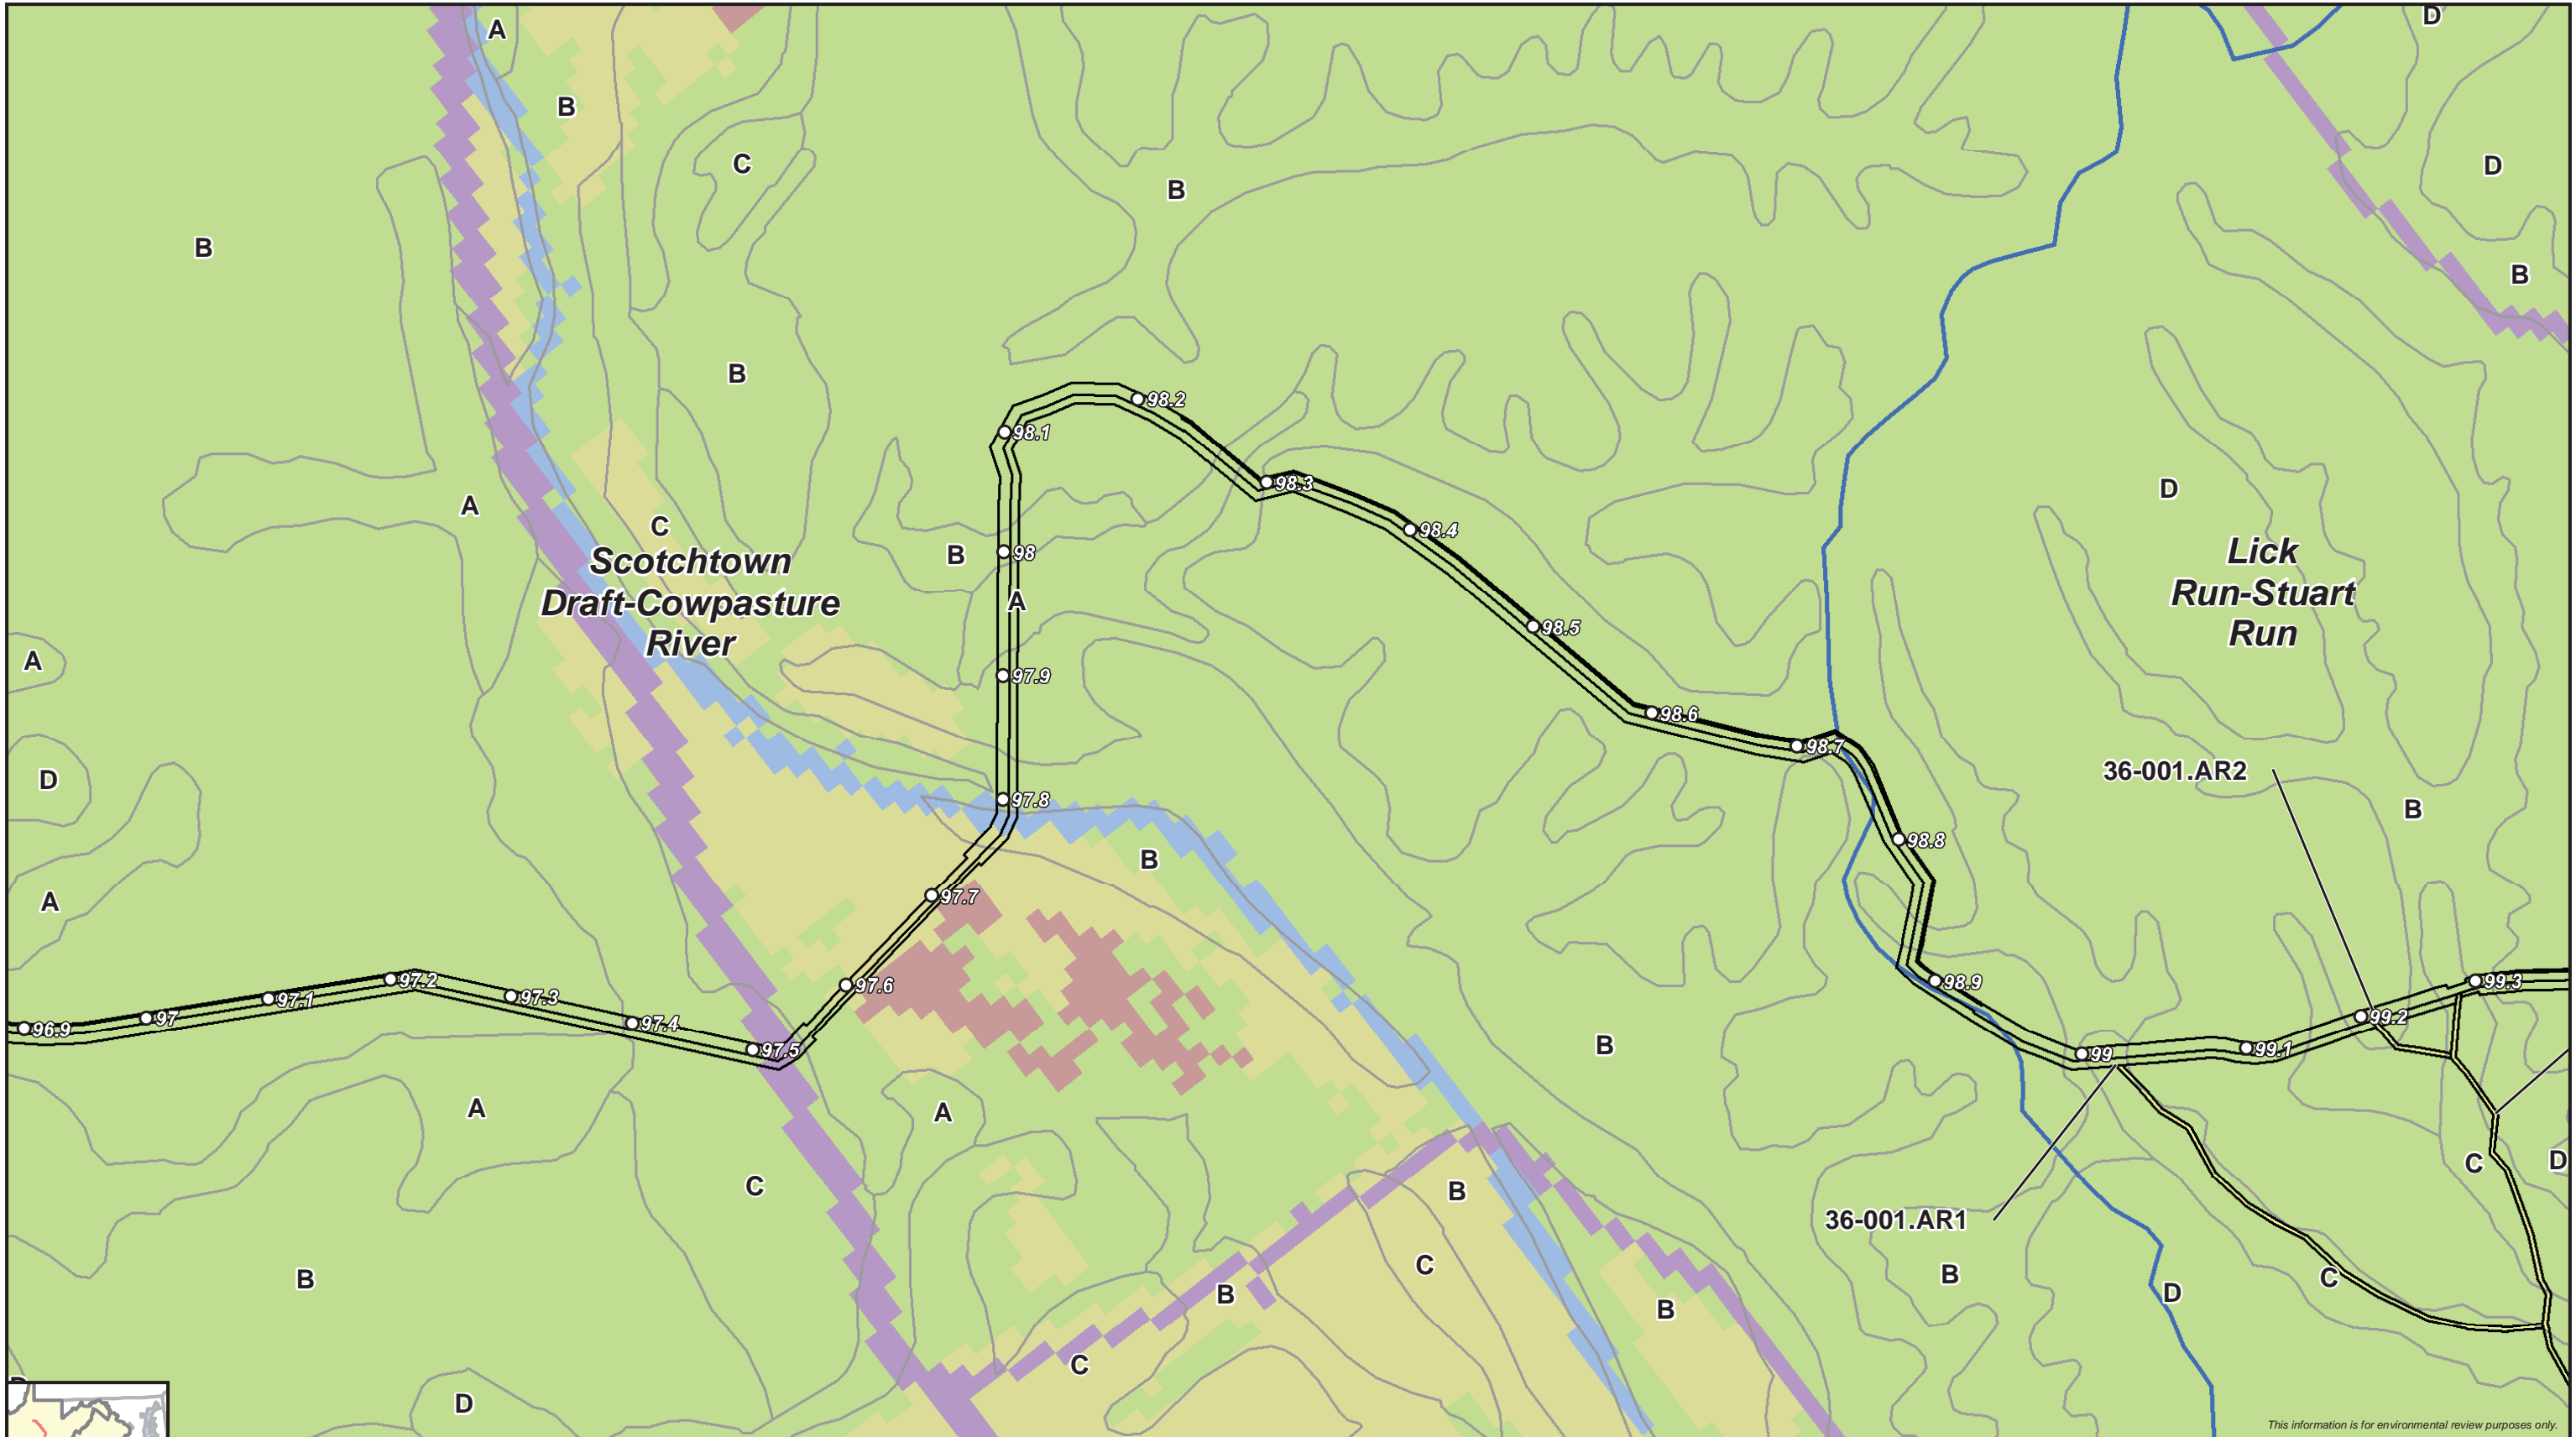 A
D
B
C
D
B
B
D
B
B
98.2
98.1
98.3
A
D
C
98.4
Scotchtown
Draft-Cowpasture
River
B
98
Lick
Run-Stuart
Run
A
98.5
A
97.9
98.6
98.7
36-001.AR2
D
97.8
B
98.8
B
97.7
A
97.2
97.6
98.9
99.3
97.1
97.3
97
97.4
99.2
96.9
97.5
B
99
99.1
A
A
C
D
C
B
36-001.AR1
C
B
B
C
D
B
B
C
D
D
This information is for environmental review purposes only.